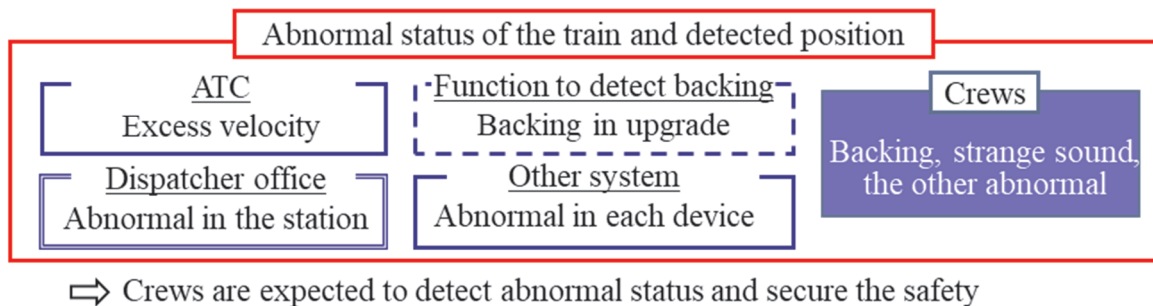 Abnormal status of the train and detected position
ATC
Excess velocity
Function to detect backing
Backing in upgrade
Crews
Backing, strange sound,
the other abnormal
Dispatcher office
Abnormal in the station
Other system
Abnormal in each device
⇨ Crews are expected to detect abnormal status and secure the safety